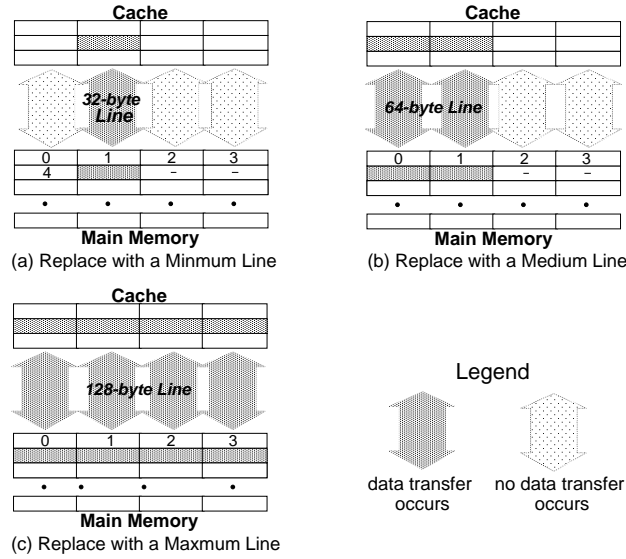 Cache
32-byte
Line
0 1 2 3
4 – –
• • • •
Main Memory
(a) Replace with a Minmum Line
Cache
64-byte Line
0 1 2 3
– –
• • • •
Main Memory
(b) Replace with a Medium Line
Cache
128-byte Line
0 1 2 3
• • • •
Main Memory
(c) Replace with a Maxmum Line
Legend
data transfer
occurs
no data transfer
occurs